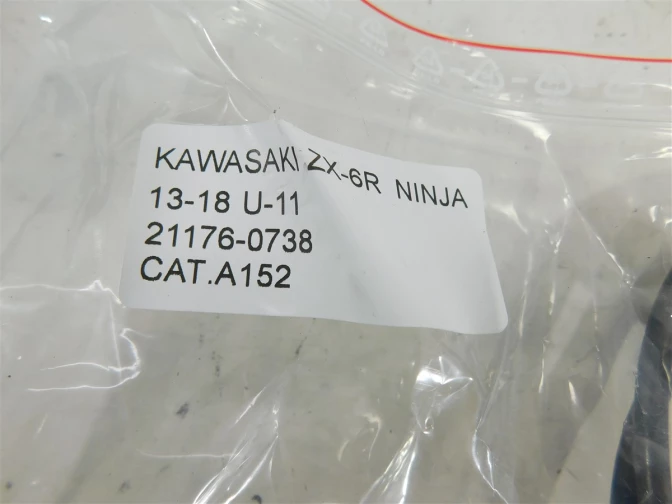 KAWASAKI ZX-6R NINJA
13-18 U-11
21176-0738
CAT.A152